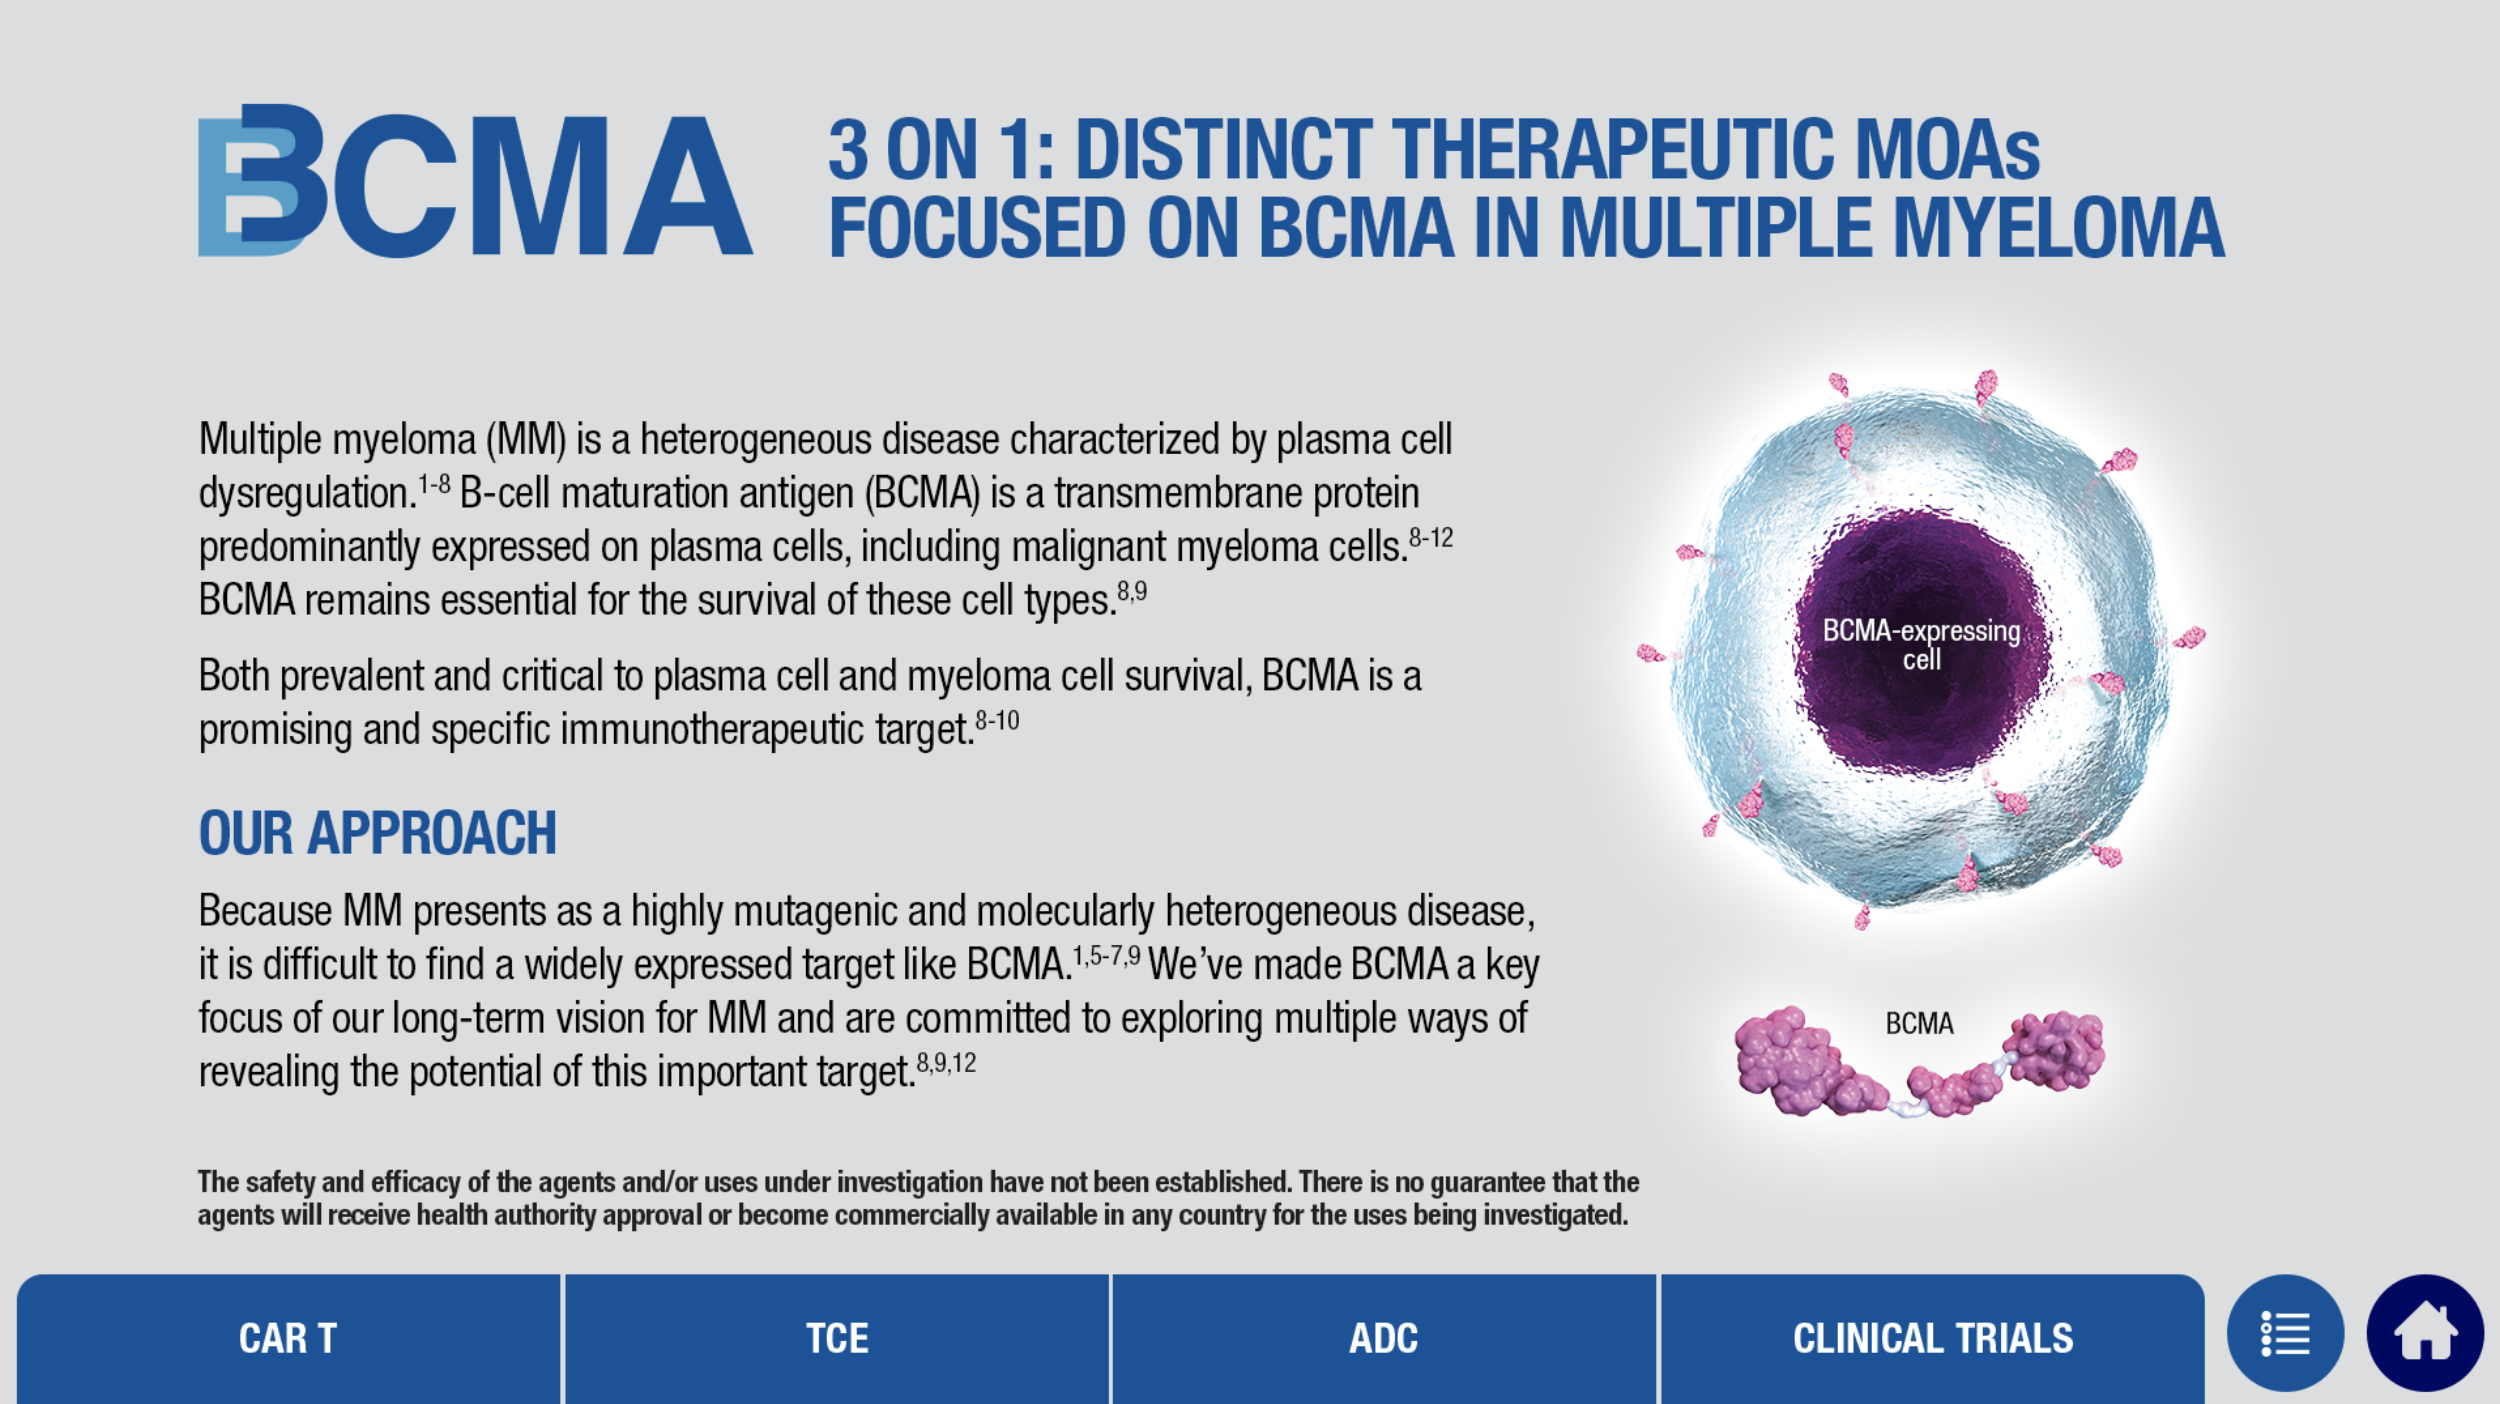 BCMA
3 ON 1: DISTINCT THERAPEUTIC MOAs
FOCUSED ON BCMA IN MULTIPLE MYELOMA
Multiple myeloma (MM) is a heterogeneous disease characterized by plasma cell
dysregulation.1-8 B-cell maturation antigen (BCMA) is a transmembrane protein
predominantly expressed on plasma cells, including malignant myeloma cells.8-12
BCMA remains essential for the survival of these cell types.8,9
Both prevalent and critical to plasma cell and myeloma cell survival, BCMA is a
promising and specific immunotherapeutic target.8-10
OUR APPROACH
Because MM presents as a highly mutagenic and molecularly heterogeneous disease,
it is difficult to find a widely expressed target like BCMA.1,5-7,9 We've made BCMA a key
focus of our long-term vision for MM and are committed to exploring multiple ways of
revealing the potential of this important target.8,9,12
BCMA-expressing
cell
BCMA
The safety and efficacy of the agents and/or uses under investigation have not been established. There is no guarantee that the
agents will receive health authority approval or become commercially available in any country for the uses being investigated.
CAR T
TCE
ADC
CLINICAL TRIALS